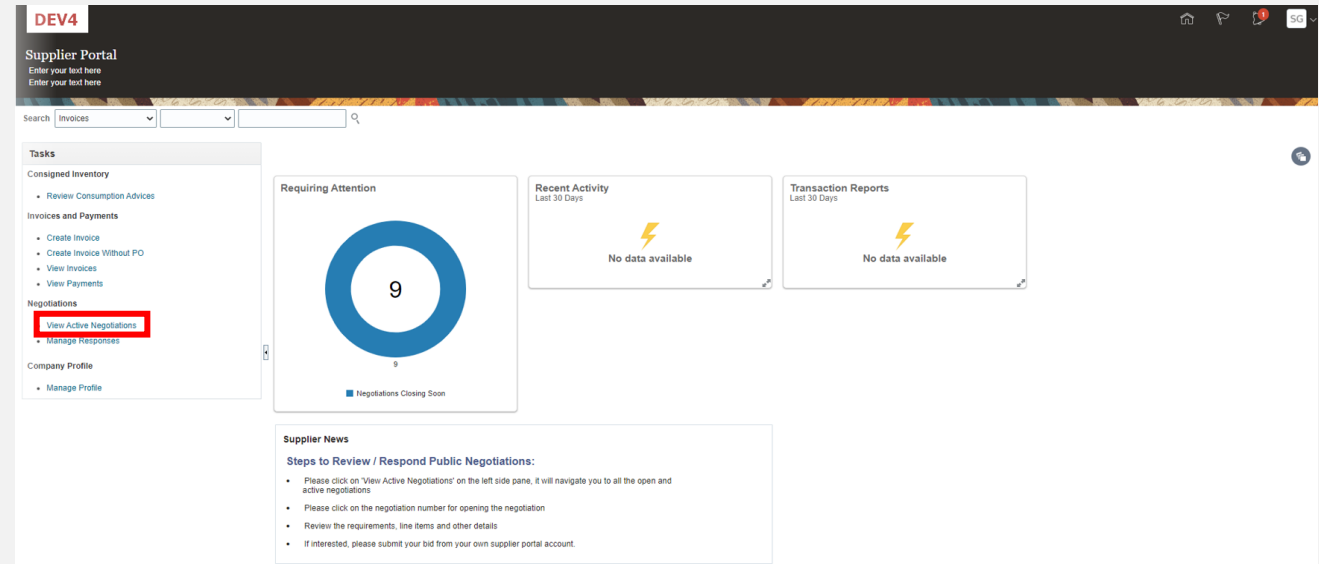 DEV4
1
SG
Supplier Portal
Enter your text here
Enter your text here
Search Invoices
Tasks
Consigned Inventory
Review Consumption Advices
Invoices and Payments
Create Invoice
Create Invoice Without PO
View Invoices
View Payments
Negotiations
View Active Negotiations
Manage Responses
Company Profile
Manage Profile
Requiring Attention
9
9
Negotiations Closing Soon
Recent Activity
Last 30 Days
No data available
Transaction Reports
Last 30 Days
No data available
Supplier News
Steps to Review / Respond Public Negotiations:
Please click on 'View Active Negotiations' on the left side pane, it will navigate you to all the open and
active negotiations
Please click on the negotiation number for opening the negotiation
Review the requirements, line items and other details
If interested, please submit your bid from your own supplier portal account.